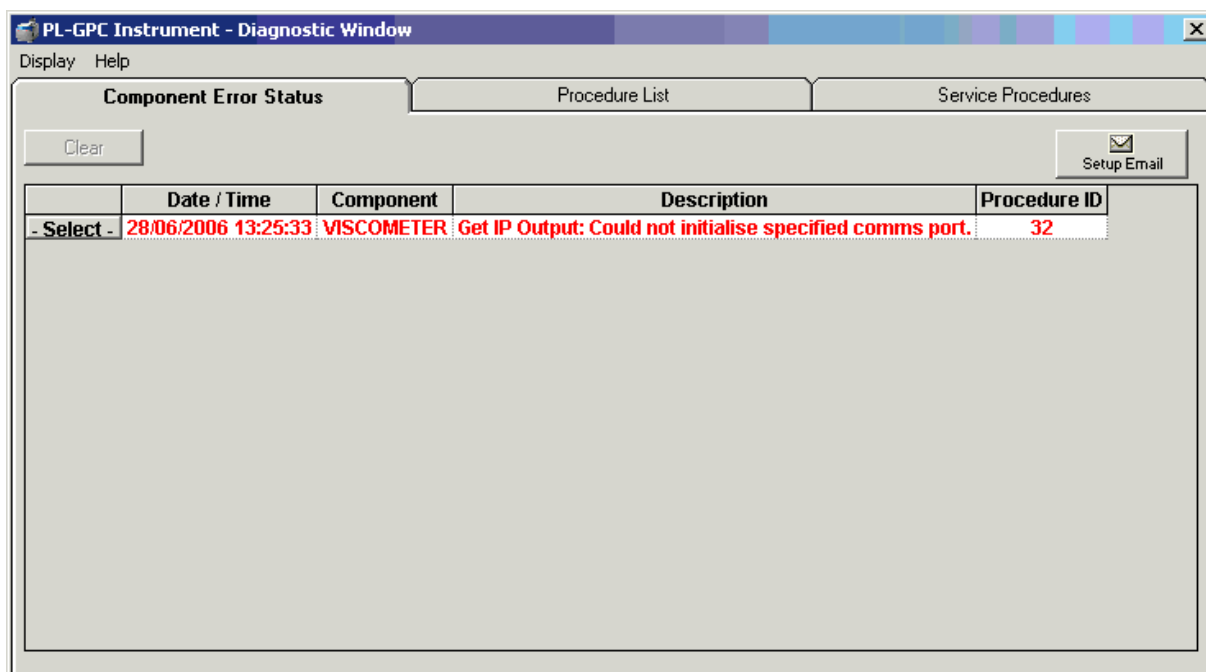 PL-GPC Instrument - Diagnostic Window
Display Help
Component Error Status Procedure List Service Procedures
Clear
Setup Email
Date / Time Component Description Procedure ID
- Select - 28/06/2006 13:25:33 VISCOMETER Get IP Output: Could not initialise specified comms port. 32